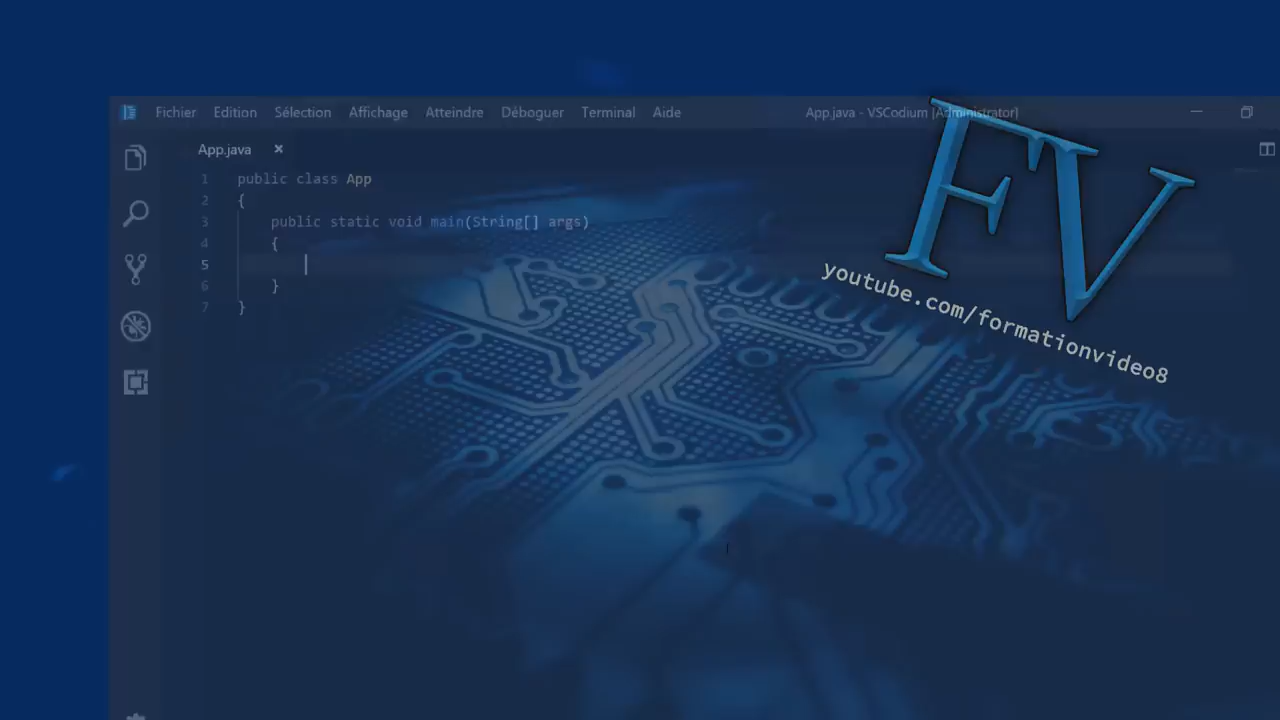 Fichier Edition Sélection Affichage Atteindre Déboguer Terminal Aide App.java - VSCodium [Administrator]
App.java
1 public class App
2 {
3 public static void main(String[] args)
4 {
5
6 }
7 }
FV
youtube.com/formationvideo8